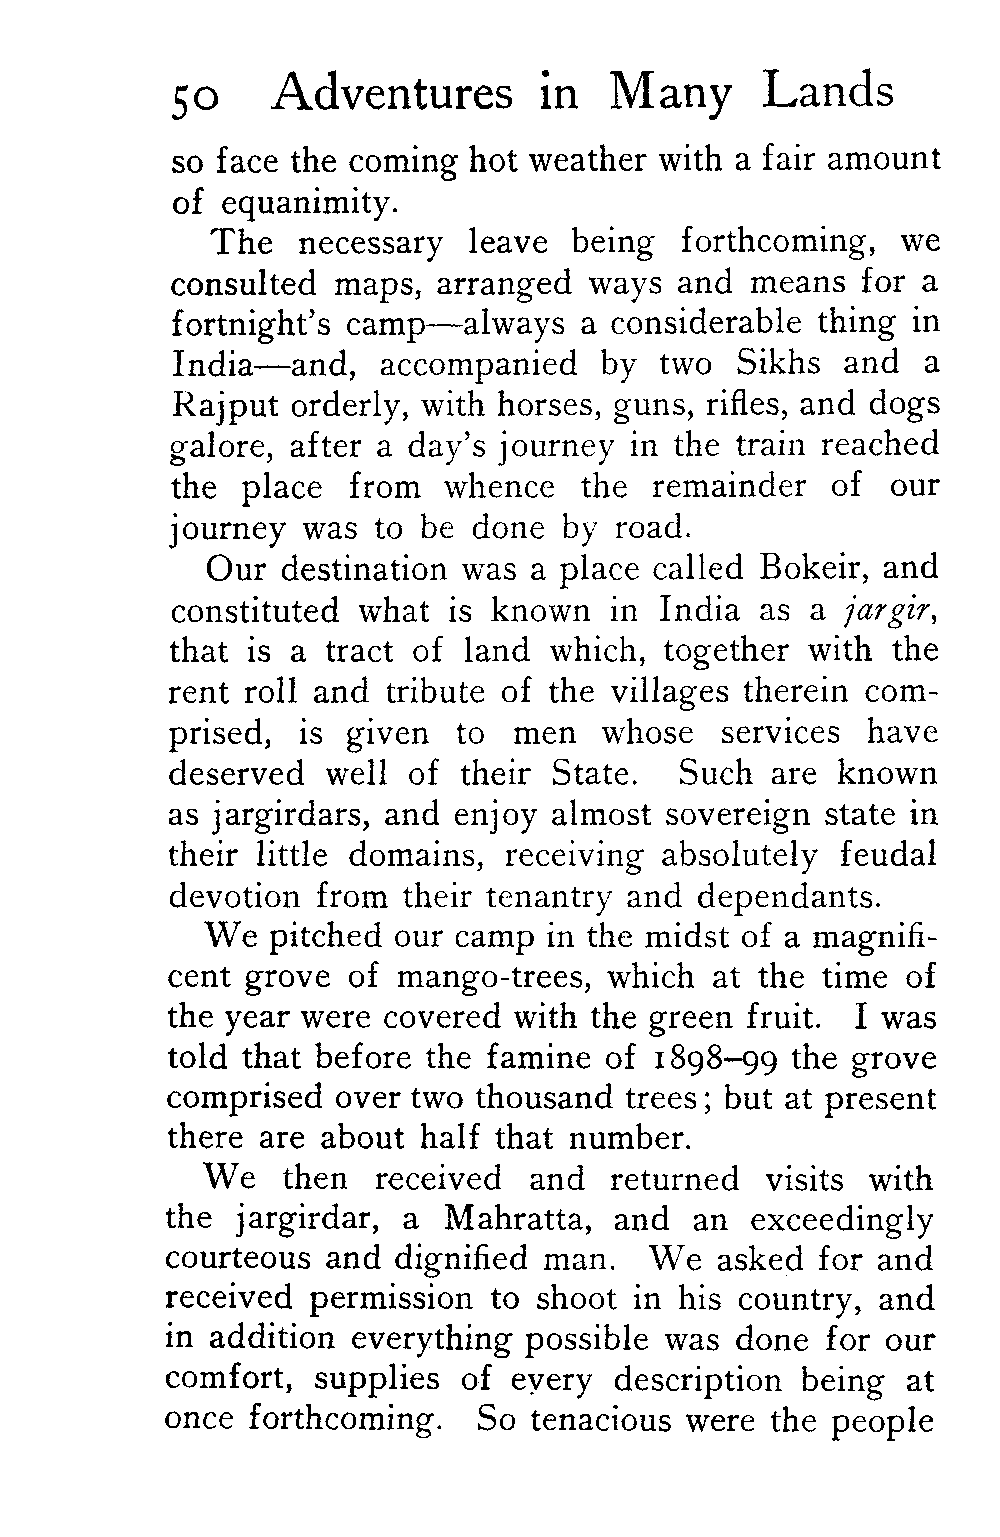 50 Adventures in Many Lands
so face the coming hot weather with a fair amount
of equanimity.
The necessary leave being forthcoming, we
consulted maps, arranged ways and means for a
fortnight's camp—always a considerable thing in
India—and, accompanied by two Sikhs and a
Rajput orderly, with horses, guns, rifles, and dogs
galore, after a day's journey in the train reached
the place from whence the remainder of our
journey was to be done by road.
Our destination was a place called Bokeir, and
constituted what is known in India as a jargir,
that is a tract of land which, together with the
rent roll and tribute of the villages therein com-
prised, is given to men whose services have
deserved well of their State. Such are known
as jargirdars, and enjoy almost sovereign state in
their little domains, receiving absolutely feudal
devotion from their tenantry and dependants.
We pitched our camp in the midst of a magnifi-
cent grove of mango-trees, which at the time of
the year were covered with the green fruit. I was
told that before the famine of 1898–99 the grove
comprised over two thousand trees; but at present
there are about half that number.
We then received and returned visits with
the jargirdar, a Mahratta, and an exceedingly
courteous and dignified man. We asked for and
received permission to shoot in his country, and
in addition everything possible was done for our
comfort, supplies of every description being at
once forthcoming. So tenacious were the people